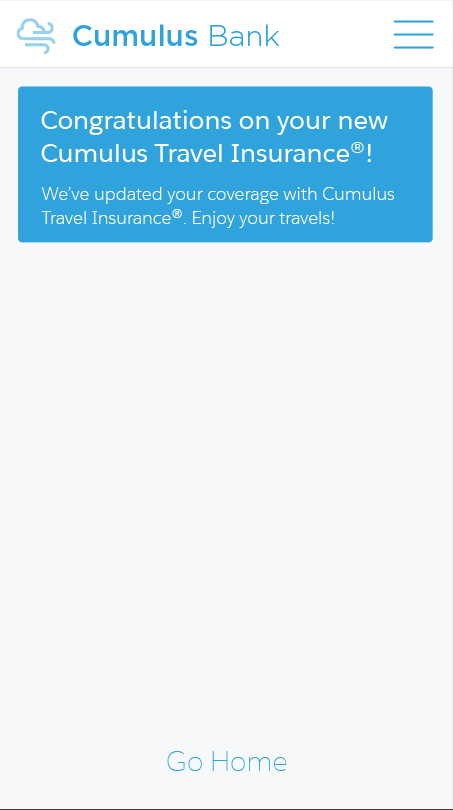 Cumulus Bank
Congratulations on your new
Cumulus Travel Insurance®!
We’ve updated your coverage with Cumulus
Travel Insurance®. Enjoy your travels!
Go Home